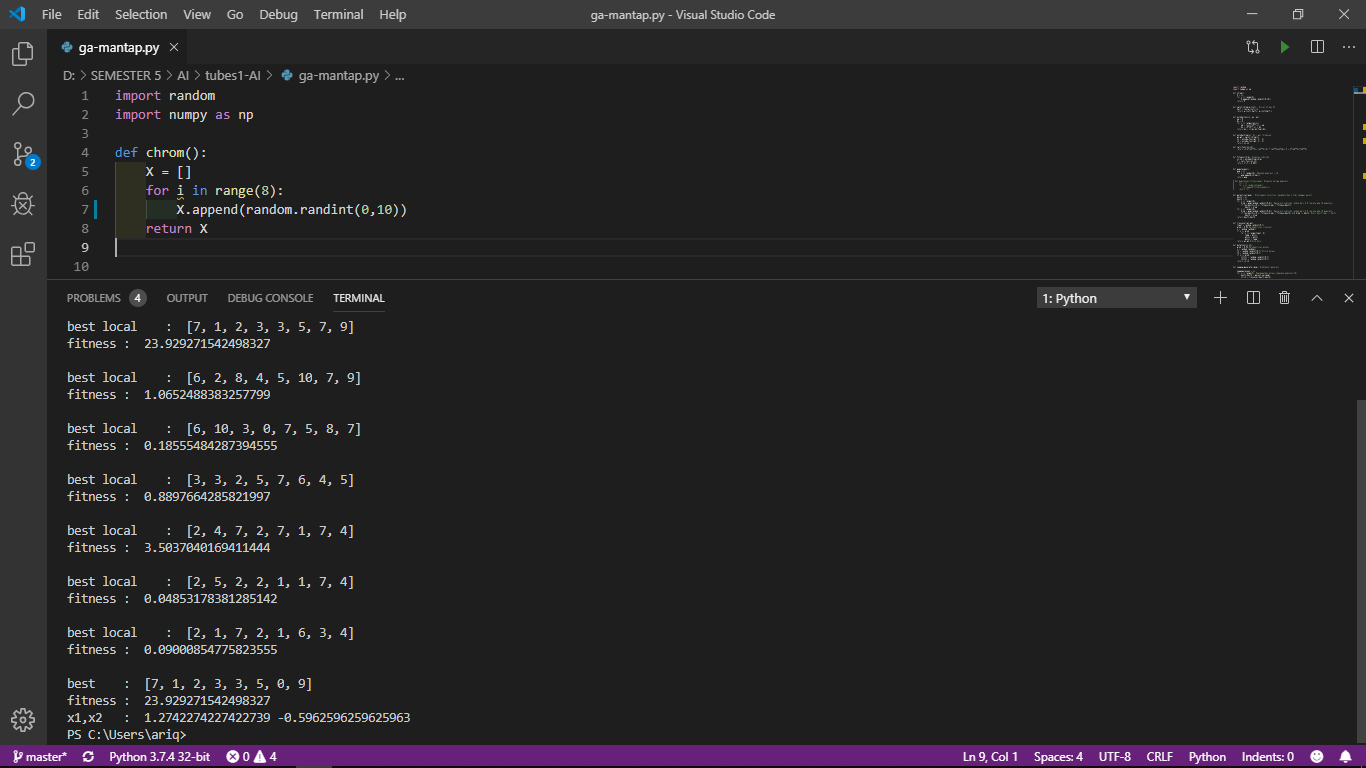 File Edit Selection View Go Debug Terminal Help
ga-mantap.py - Visual Studio Code
ga-mantap.py
D: > SEMESTER 5 > AI > tubes1-AI > ga-mantap.py > ...
1 import random
2 import numpy as np
3
4 def chrom():
5 X = []
6 for i in range(8):
7 X.append(random.randint(0,10))
8 return X
9
10
PROBLEMS 4 OUTPUT DEBUG CONSOLE TERMINAL 1: Python
best local : [7, 1, 2, 3, 3, 5, 7, 9]
fitness : 23.929271542498327
best local : [6, 2, 8, 4, 5, 10, 7, 9]
fitness : 1.0652488383257799
best local : [6, 10, 3, 0, 7, 5, 8, 7]
fitness : 0.18555484287394555
best local : [3, 3, 2, 5, 7, 6, 4, 5]
fitness : 0.8897664285821997
best local : [2, 4, 7, 2, 7, 1, 7, 4]
fitness : 3.5037040169411444
best local : [2, 5, 2, 2, 1, 1, 7, 4]
fitness : 0.04853178381285142
best local : [2, 1, 7, 2, 1, 6, 3, 4]
fitness : 0.09000854775823555
best : [7, 1, 2, 3, 3, 5, 0, 9]
fitness : 23.929271542498327
x1,x2 : 1.2742274227422739 -0.5962596259625963
PS C:\Users\ariq>
2
master* Python 3.7.4 32-bit 0 4 Ln 9, Col 1 Spaces: 4 UTF-8 CRLF Python Indents: 0